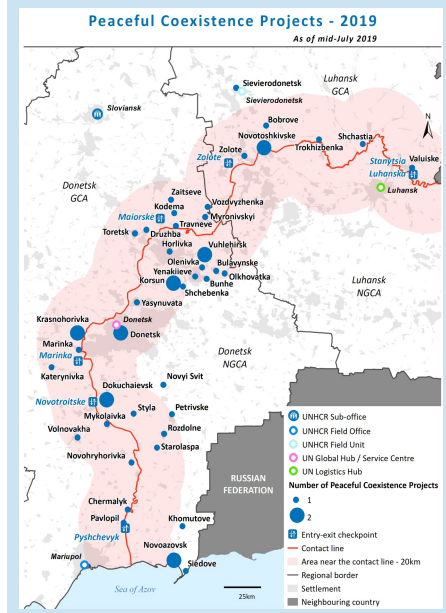 Peaceful Coexistence Projects - 2019
As of mid-July 2019
Sievierodonetsk
Luhansk
GCA
Sievierodonetsk
Sloviansk
Bobrove
Novotoshkivske
N
Zolote
Trokhizbenka
Shchastia
Zolote
Stanytsia
Luhanska
Valuiske
Luhansk
Donetsk
GCA
Zaitseve
Vozdvyzhenka
Kodema
Maiorske
Myronivskyi
Travneve
Toretsk
Druzhba
Horlivka
Vuhlehirsk
Olenivka
Bulavynske
Yenakiieve
Olkhovatka
Korsun
Bunhe
Shchebenka
Luhansk
NGCA
Yasynuvata
Krasnohorivka
Donetsk
Donetsk
Marinka
Marinka
Donetsk
NGCA
Katerynivka
Novyi Svit
Dokuchaievsk
Novotroitske
Styla
Petrivske
Mykolaivka
Volnovakha
Rozdolne
Starolaspa
Novohryhorivka
RUSSIAN
FEDERATION
Chermalyk
Pavlopil
Khomutove
Pyshchevyk
Novoazovsk
Mariupol
Siedove
Sea of Azov
25km
UNHCR Sub-office
UNHCR Field Office
UNHCR Field Unit
UN Global Hub / Service Centre
UN Logistics Hub
Number of Peaceful Coexistence Projects
1
2
Entry-exit checkpoint
Contact line
Area near the contact line - 20km
Regional border
Settlement
Neighbouring country